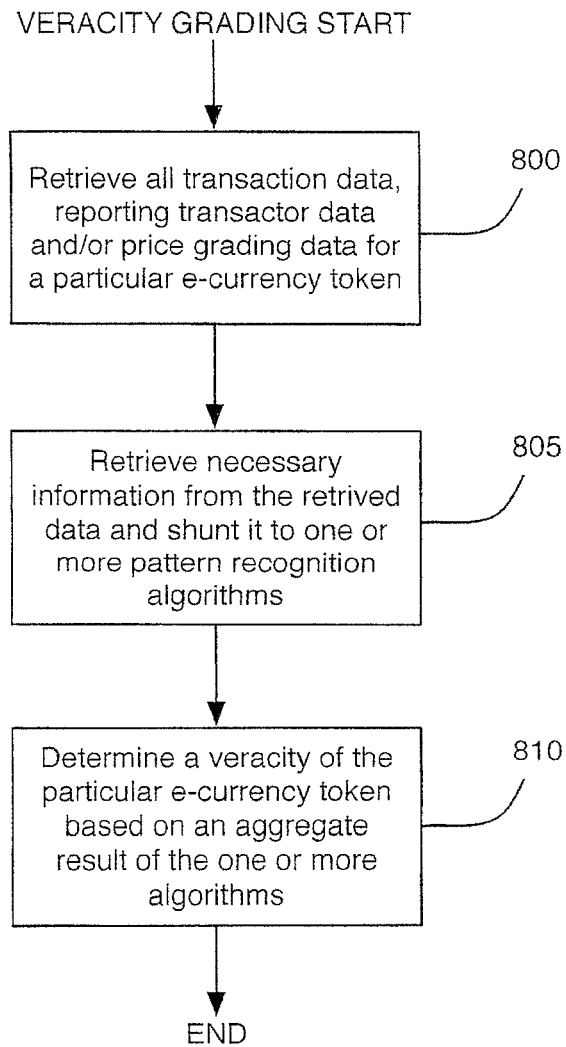 VERACITY GRADING START
800
Retrieve all transaction data,
reporting transactor data
and/or price grading data for
a particular e-currency token
805
Retrieve necessary
information from the retrived
data and shunt it to one or
more pattern recognition
algorithms
810
Determine a veracity of the
particular e-currency token
based on an aggregate
result of the one or more
algorithms
END